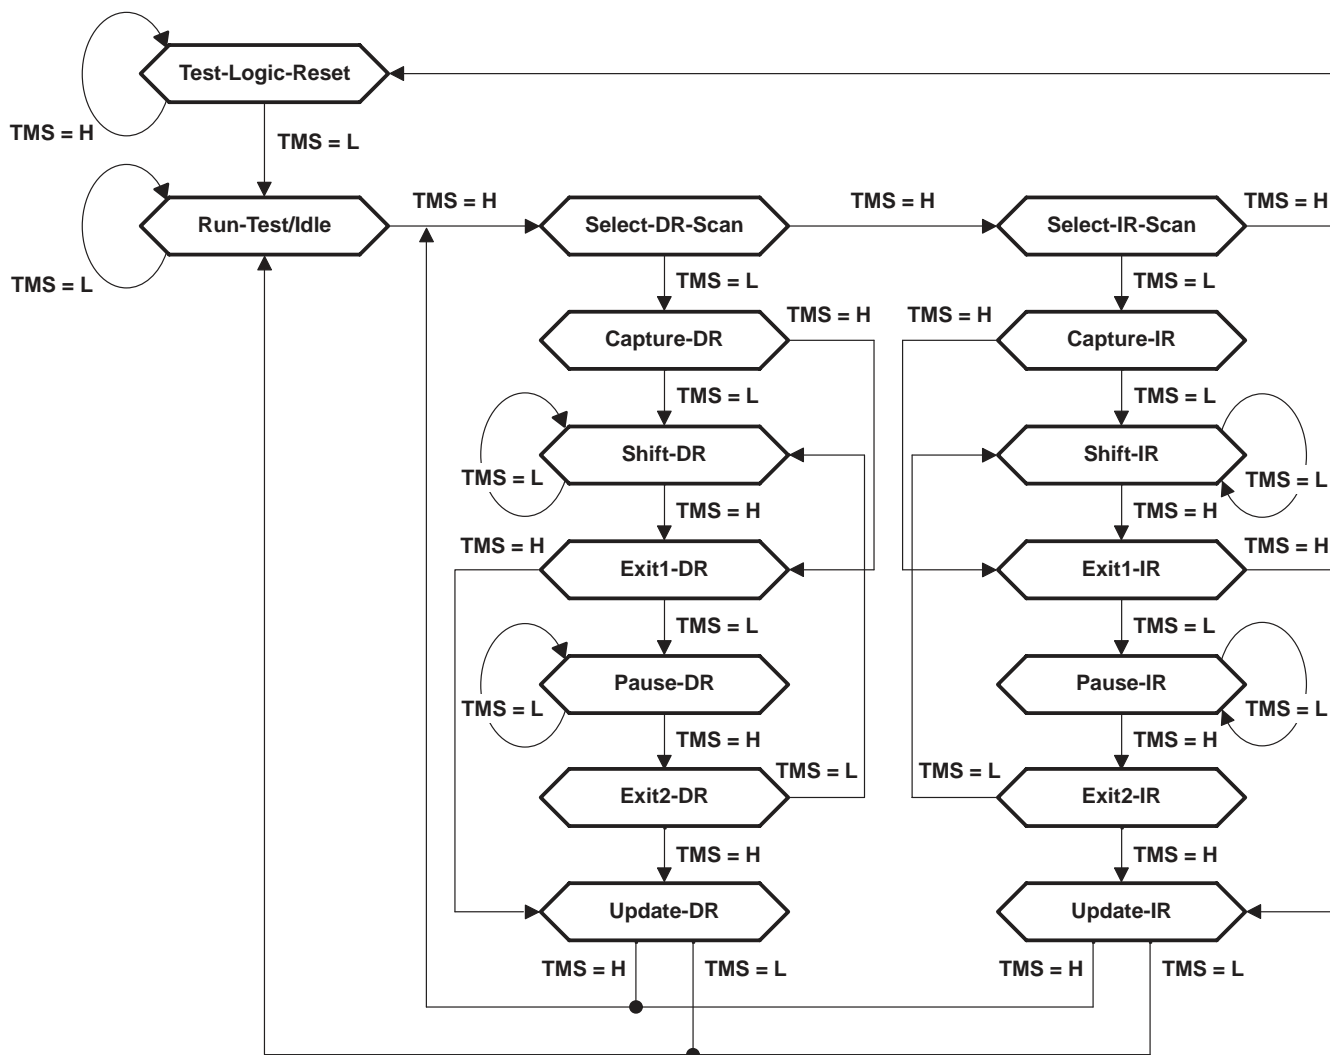 Test-Logic-Reset
TMS = H
TMS = L
TMS = H
TMS = H
TMS = H
Run-Test/Idle
Select-DR-Scan
Select-IR-Scan
TMS = L
TMS = L
TMS = L
TMS = H
TMS = H
Capture-DR
Capture-IR
TMS = L
TMS = L
Shift-DR
Shift-IR
TMS = L
TMS = L
TMS = H
TMS = H
TMS = H
TMS = H
Exit1-DR
Exit1-IR
TMS = L
TMS = L
Pause-DR
Pause-IR
TMS = L
TMS = L
TMS = H
TMS = H
TMS = L
TMS = L
Exit2-DR
Exit2-IR
TMS = H
TMS = H
Update-DR
Update-IR
TMS = H
TMS = L
TMS = H
TMS = L